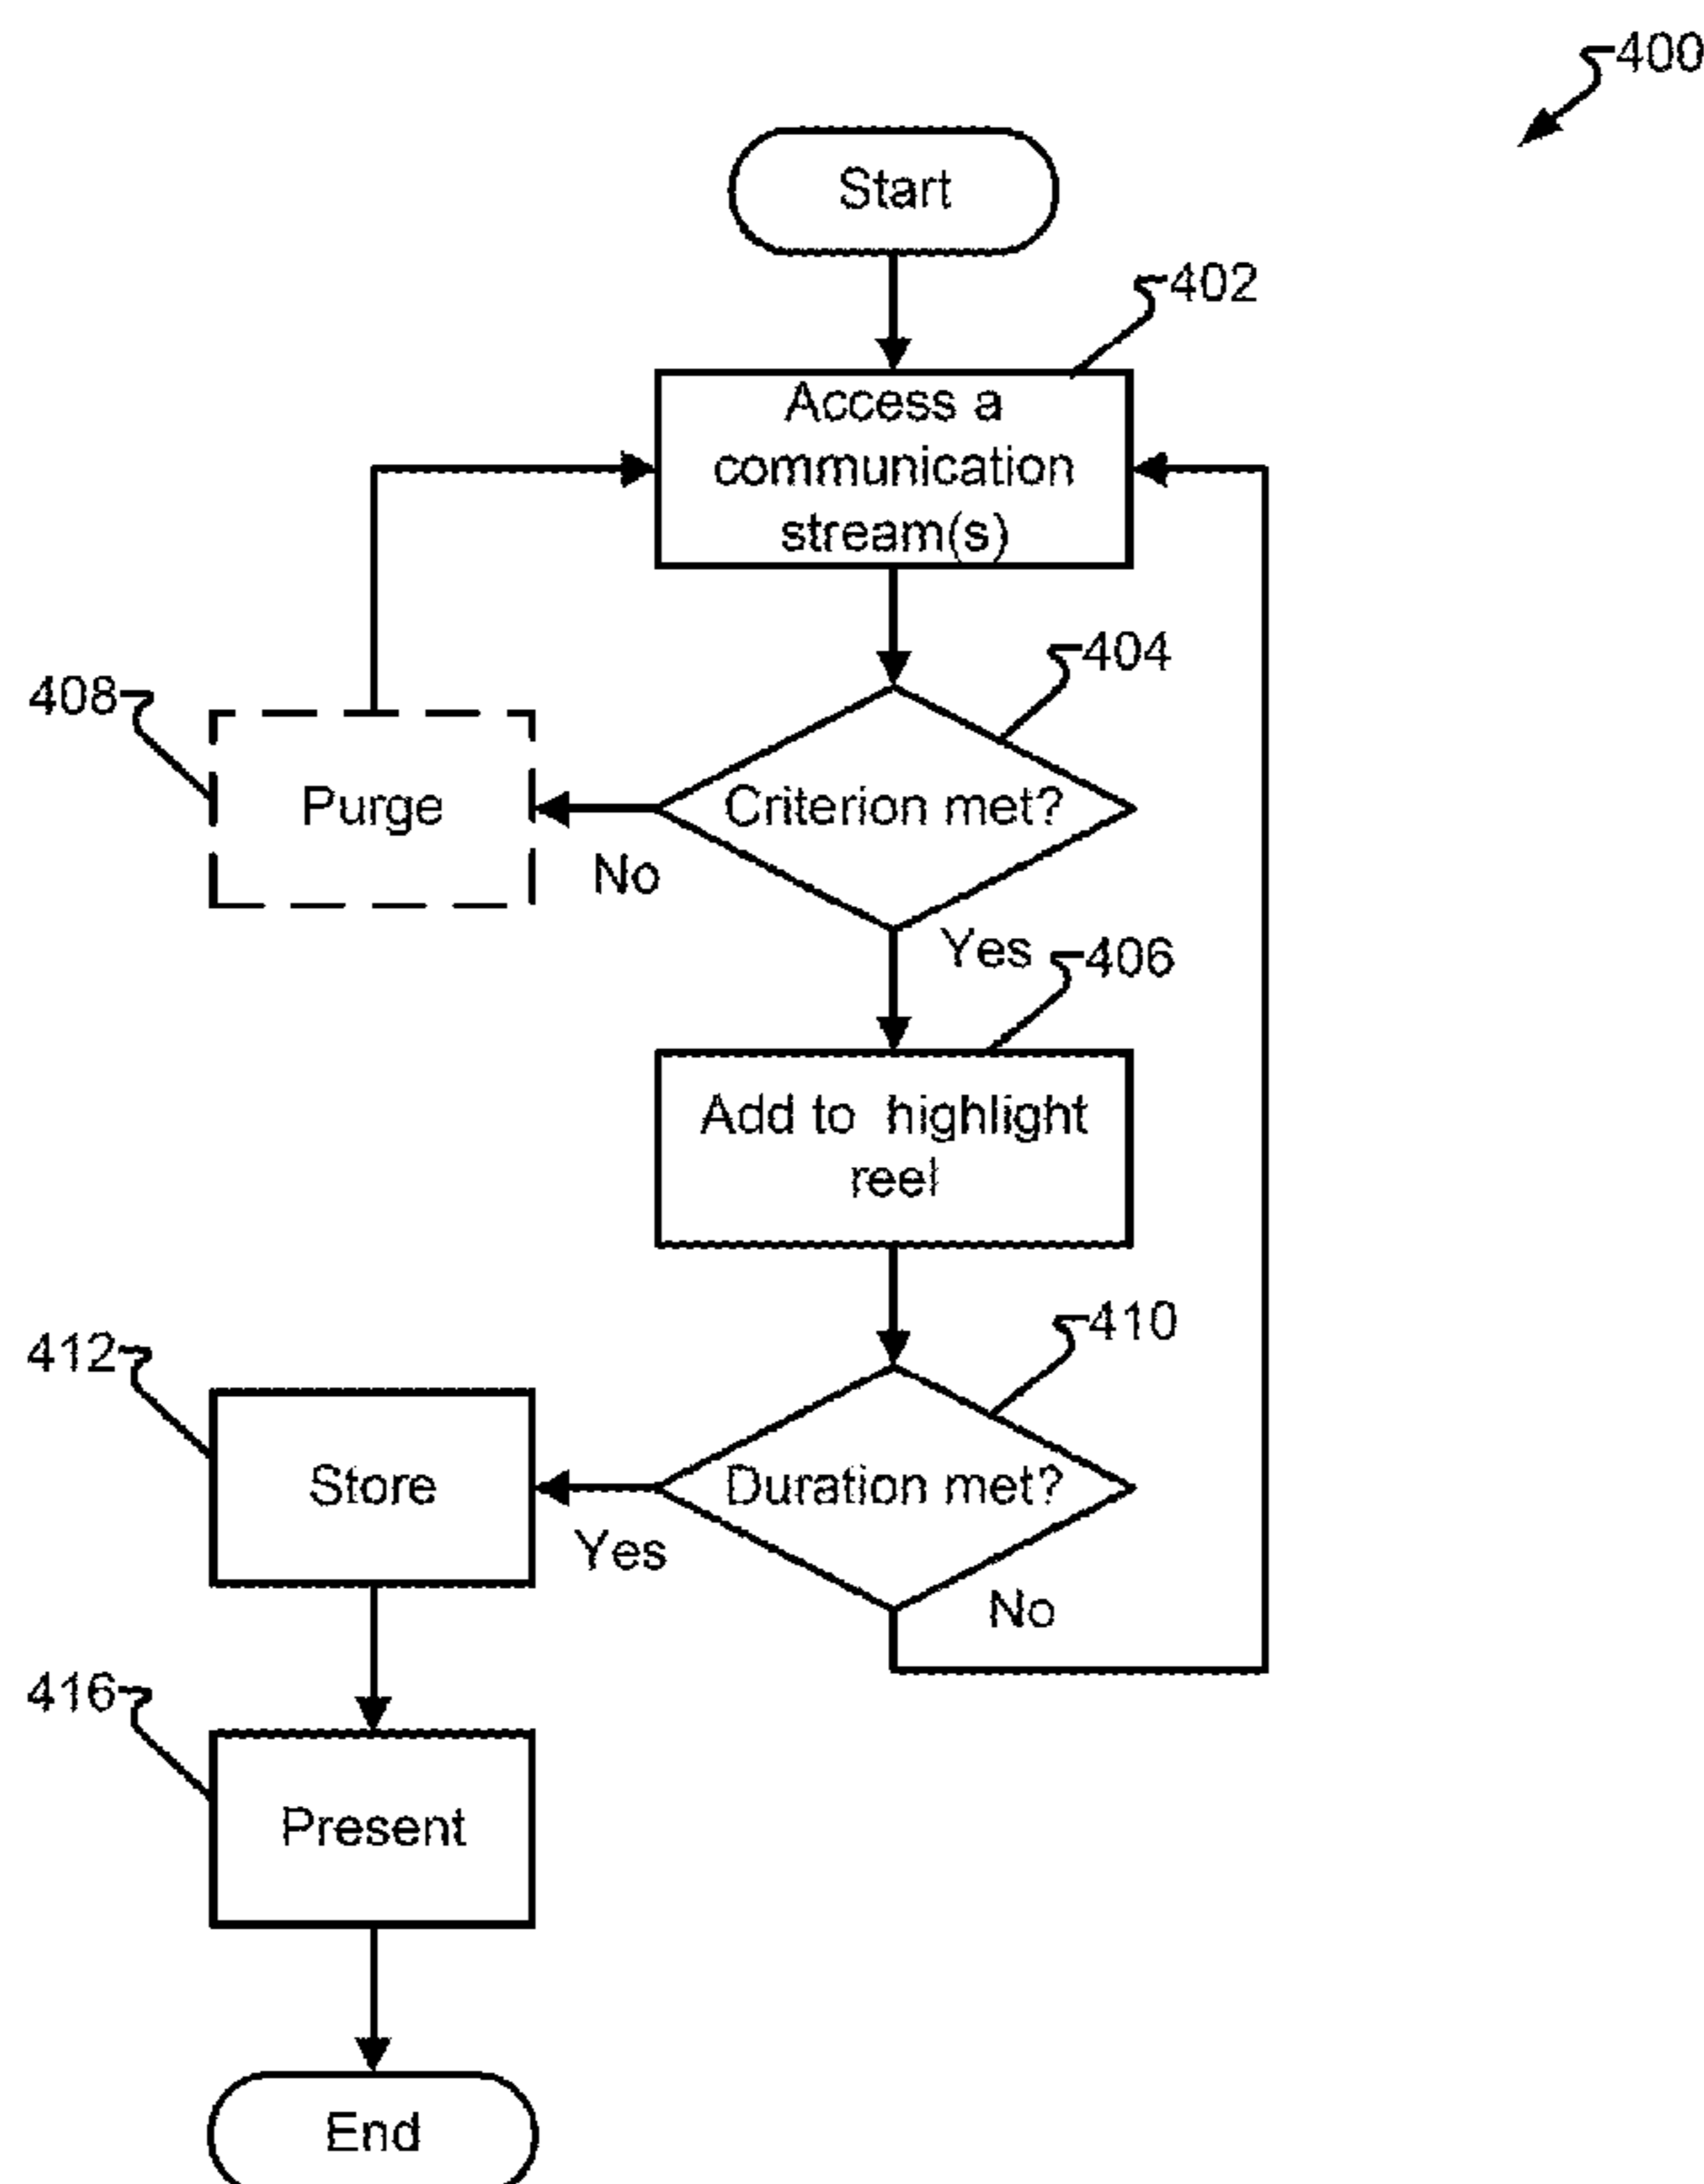 400
Start
402
Access a
communication
stream(s)
404
408
Purge
Criterion met?
No
Yes
406
Add to highlight
reel
410
412
Store
Duration met?
Yes
No
416
Present
End